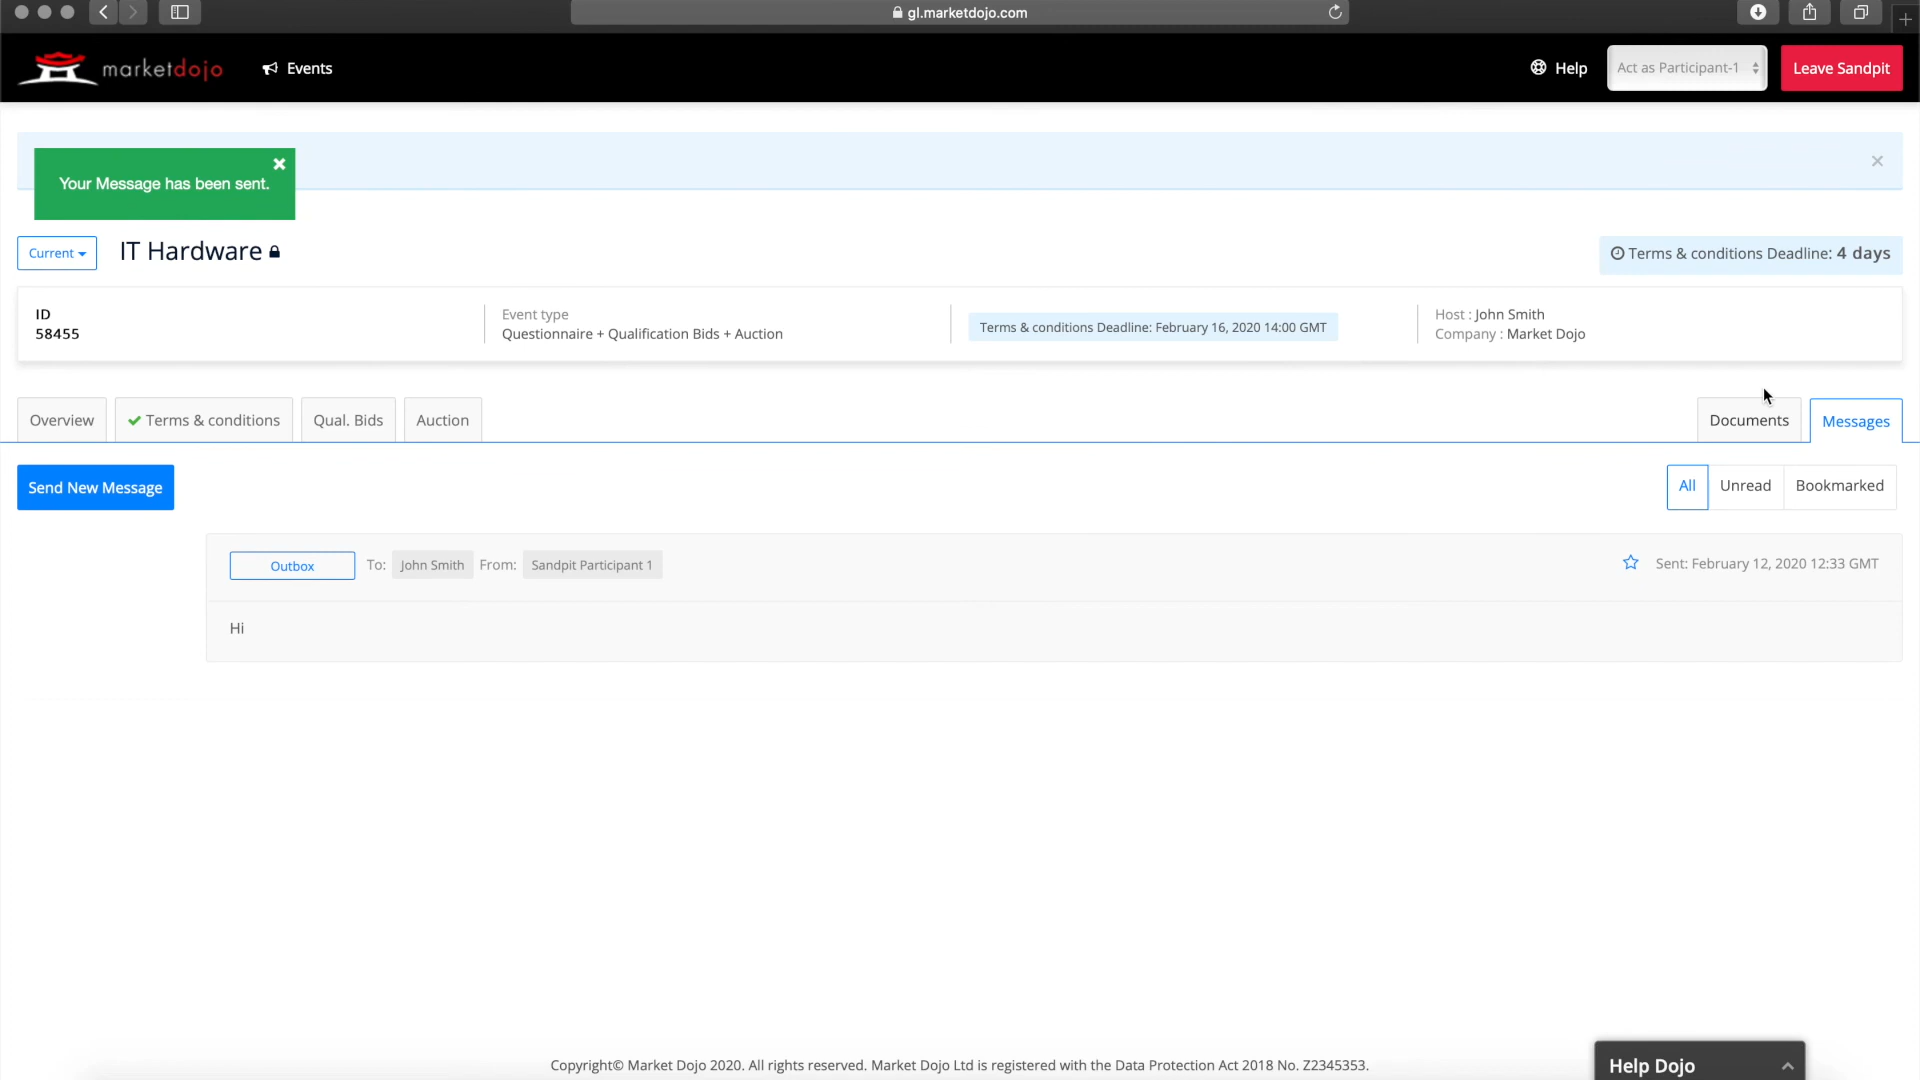 gl.marketdojo.com
marketdojo
Events
Help
Act as Participant-1
Leave Sandpit
Your Message has been sent.
Current
IT Hardware
Terms & conditions Deadline: 4 days
ID
58455
Event type
Questionnaire + Qualification Bids + Auction
Terms & conditions Deadline: February 16, 2020 14:00 GMT
Host : John Smith
Company : Market Dojo
Overview
Terms & conditions
Qual. Bids
Auction
Documents
Messages
Send New Message
All
Unread
Bookmarked
Outbox
To: John Smith From: Sandpit Participant 1
Sent: February 12, 2020 12:33 GMT
Hi
Copyright© Market Dojo 2020. All rights reserved. Market Dojo Ltd is registered with the Data Protection Act 2018 No. Z2345353.
Help Dojo